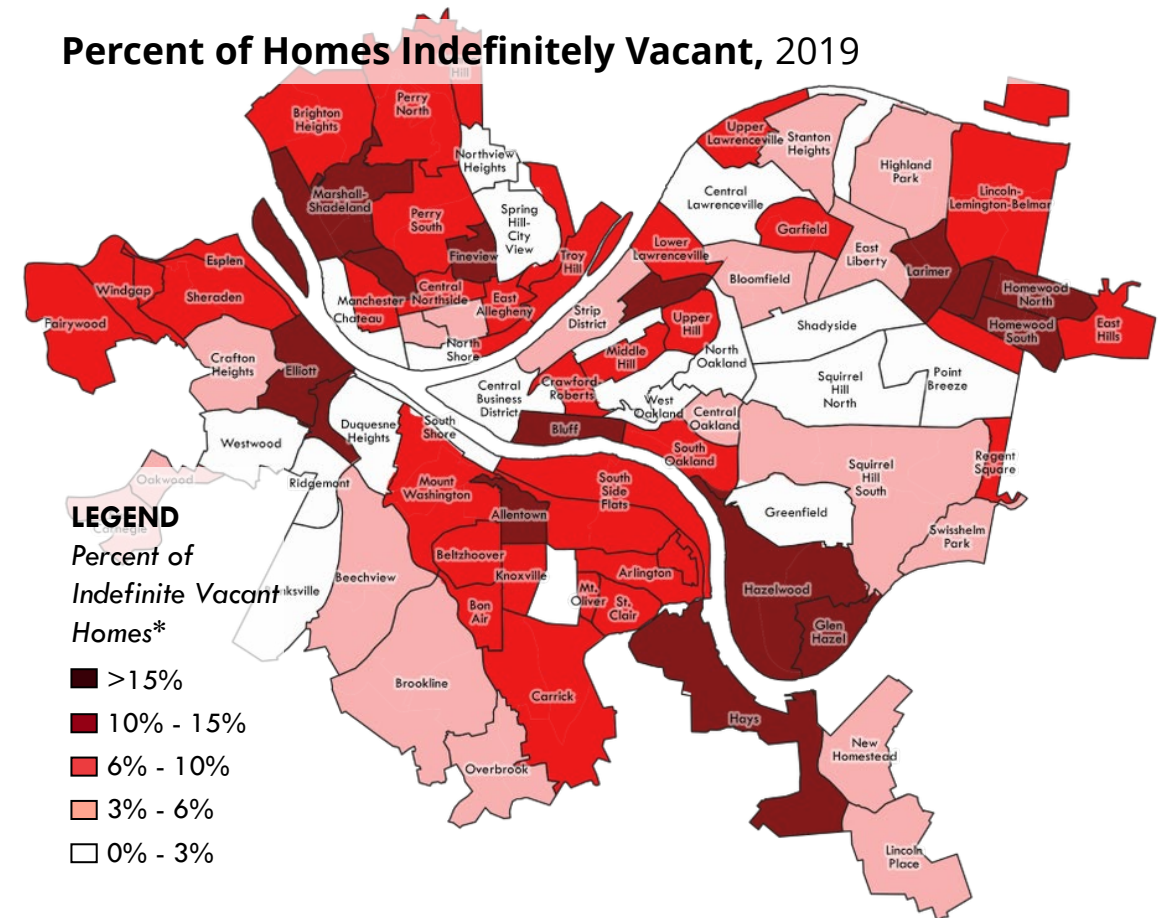 Percent of Homes Indefinitely Vacant, 2019
Hill
Brighton
Heights
Perry
North
Northview
Heights
Upper
Lawrenceville
Stanton
Heights
Highland
Park
Lincoln-
Lemington-Belmar
Marshall-
Shadeland
Perry
South
Spring
Hill-
City
View
Central
Lawrenceville
Garfield
Fineview
Troy
Hill
Lower
Lawrenceville
East
Liberty
Larimer
Esplen
Windgap
Sheraden
Fairywood
Manchester
Chateau
Central
Northside
East
Allegheny
Bloomfield
Homewood
North
Homewood
South
East
Hills
Strip
District
Upper
Hill
Shadyside
North
Shore
Crafton
Heights
Elliott
Middle
Hill
North
Oakland
Squirrel
Hill
North
Point
Breeze
Central
Business
District
Crawford-
Roberts
West
Oakland
Central
Oakland
Westwood
Duquesne
Heights
South
Shore
Bluff
South
Oakland
Squirrel
Hill
South
Regent
Square
Oakwood
Ridgemont
Mount
Washington
South
Side
Flats
Allentown
Greenfield
Swisshelm
Park
Carnegie
LEGEND
Percent of
Indefinite Vacant
Homes*
nksville
Beechview
Beltzhoover
Knoxville
Arlington
Mt.
Oliver
St.
Clair
Bon
Air
Hazelwood
Glen
Hazel
Brookline
Carrick
Hays
New
Homestead
Overbrook
Lincoln
Place
>15%
10% - 15%
6% - 10%
3% - 6%
0% - 3%